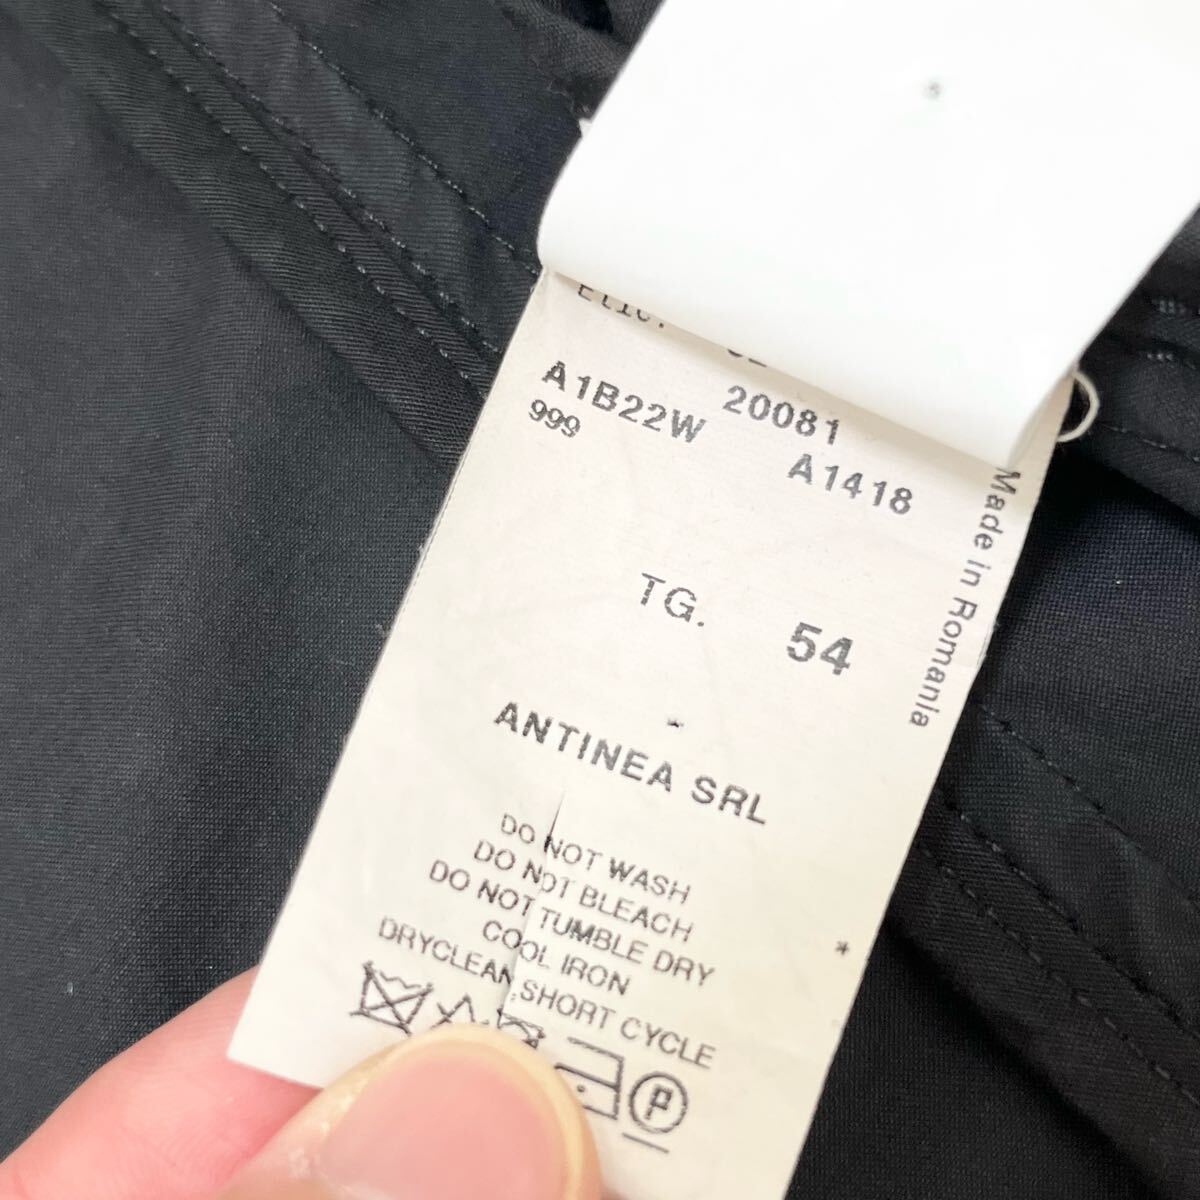 A1B22W 20081
999 A1418
TG. 54
ANTINEA SRL
DO NOT WASH
DO NOT BLEACH
DO NOT TUMBLE DRY
COOL IRON
DRYCLEAN SHORT CYCLE
P
Made in Romania